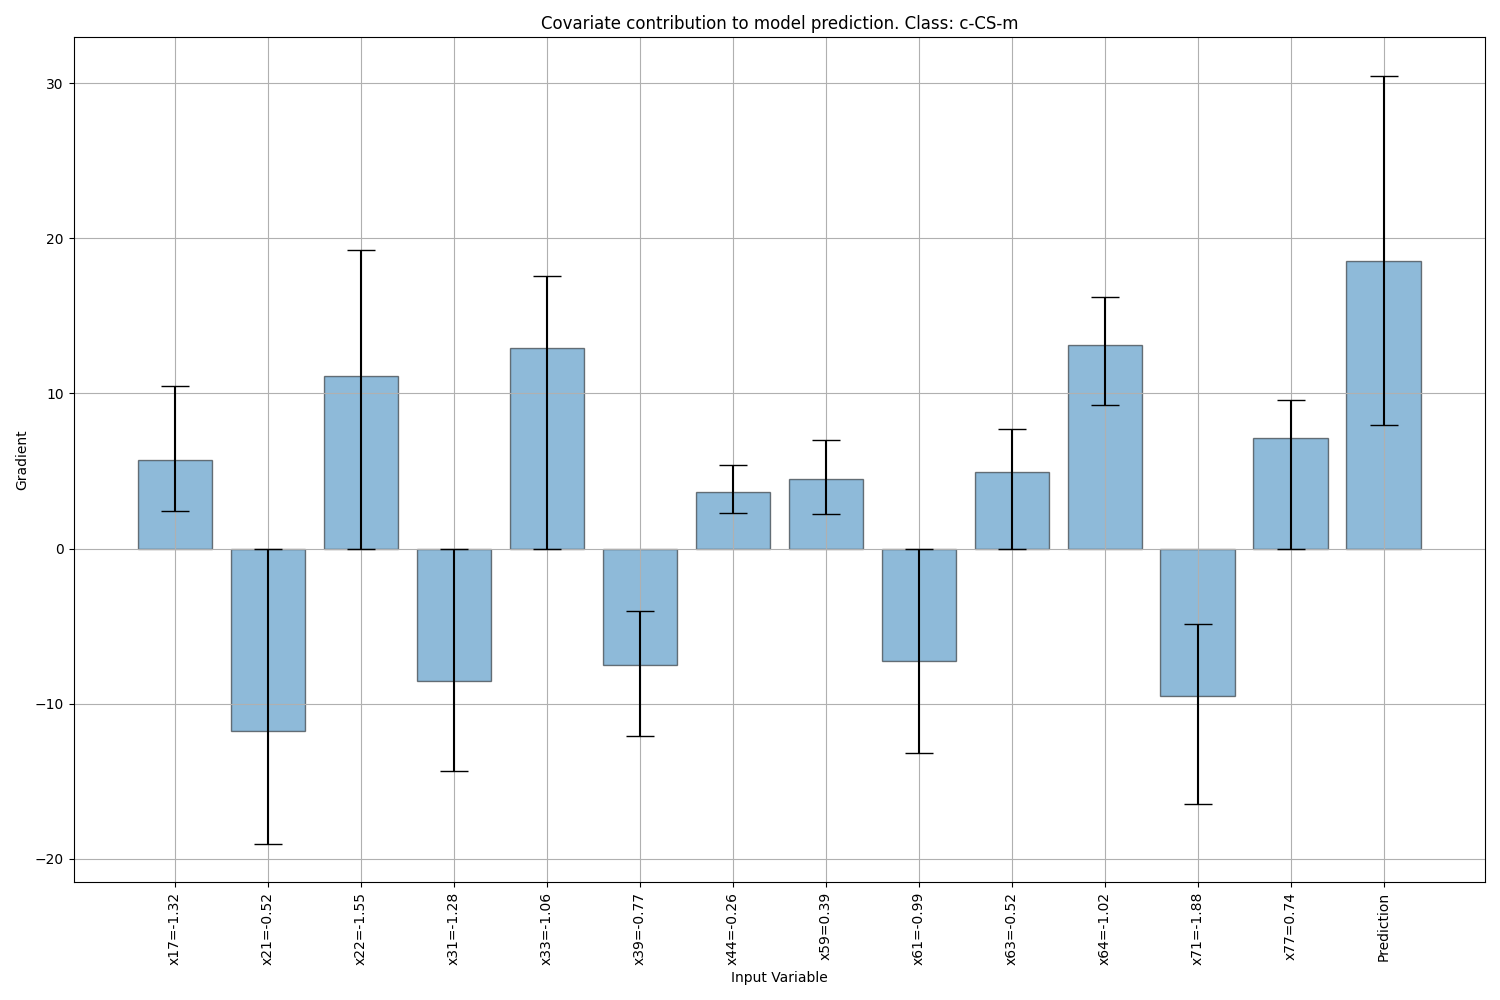 Covariate contribution to model prediction. Class: c-CS-m
Gradient
30
20
10
0
−10
−20
x17=-1.32
x21=-0.52
x22=-1.55
x31=-1.28
x33=-1.06
x39=-0.77
x44=-0.26
x59=0.39
x61=-0.99
x63=-0.52
x64=-1.02
x71=-1.88
x77=0.74
Prediction
Input Variable